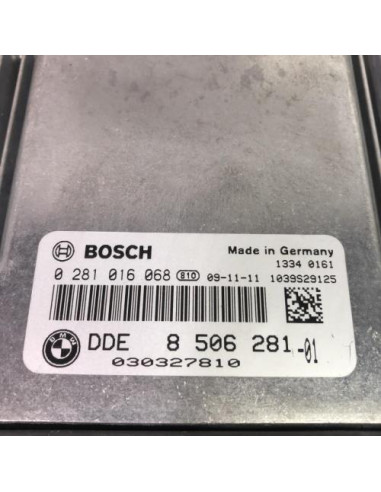 BOSCH Made in Germany
1334 0161
0 281 016 068 810 09-11-11 1039S29125
BMW DDE 8 506 281-01
030327810